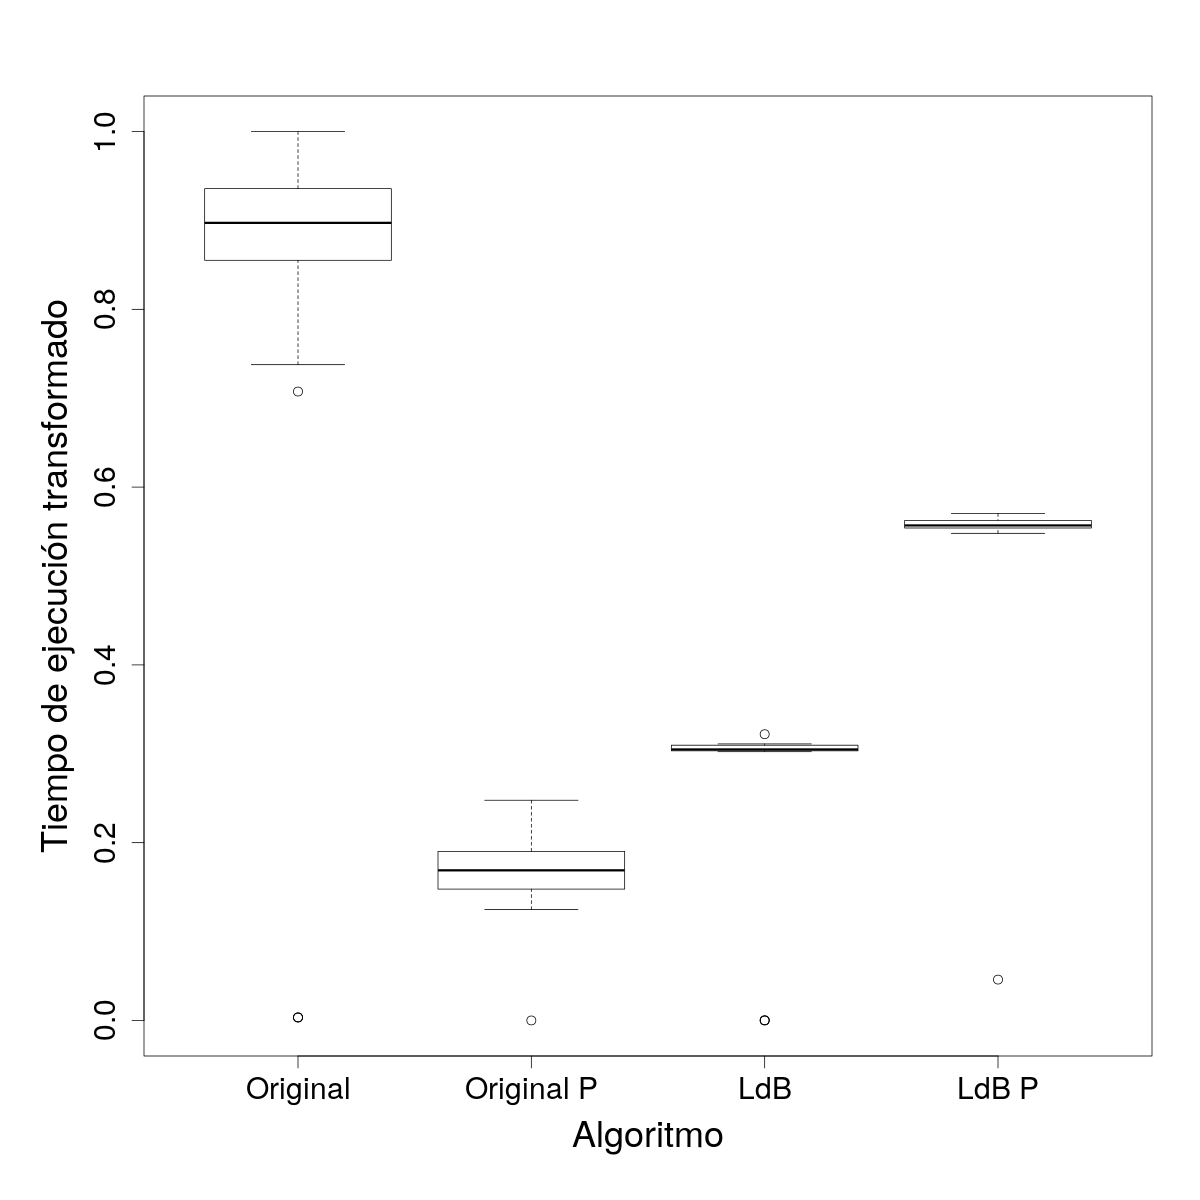 Tiempo de ejecución transformado
1.0
0.8
0.6
0.4
0.2
0.0
Original
Original P
LdB
LdB P
Algoritmo